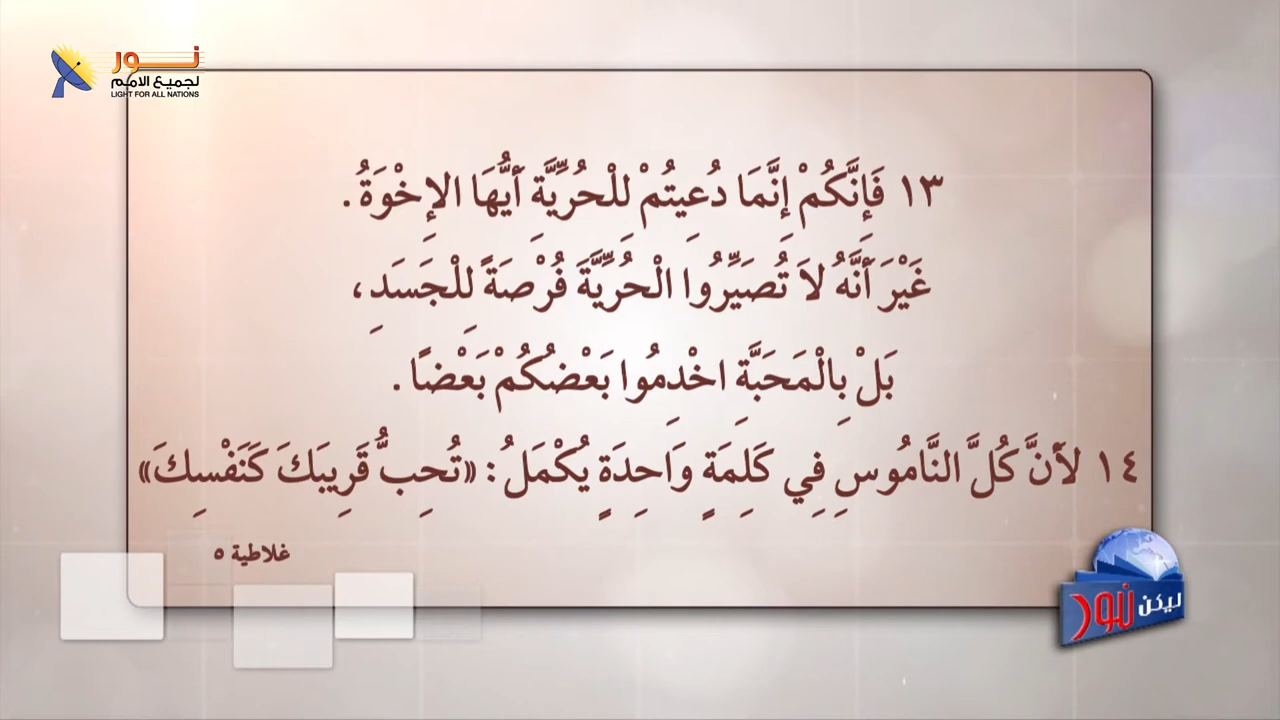 نور
لجميع الامم
LIGHT FOR ALL NATIONS
١٣ فَإِنَّكُمْ إِنَّمَا دُعِيتُمْ لِلْحُرِّيَّةِ أَيُّهَا الإِخْوَةُ .
غَيْرَ أَنَّهُ لاَ تُصَيِّرُوا الْحُرِّيَّةَ فُرْصَةً لِلْجَسَدِ،
بَلْ بِالْمَحَبَّةِ اخْدِمُوا بَعْضُكُمْ بَعْضًا .
١٤ لأَنَّ كُلَّ النَّامُوسِ فِي كَلِمَةٍ وَاحِدَةٍ يُكْمَلُ : «تُحِبُّ قَرِيبَكَ كَنَفْسِكَ»
غلاطية ٥
ليكن نور